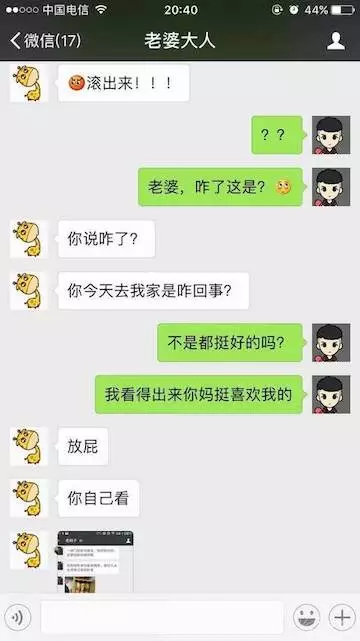 中国电信
20:40
44%
微信(17)
老婆大人
滚出来！！！
？？
老婆，咋了这是？
你说咋了？
你今天去我家是咋回事？
不是都挺好的吗？
我看得出来你妈挺喜欢我的
放屁
你自己看